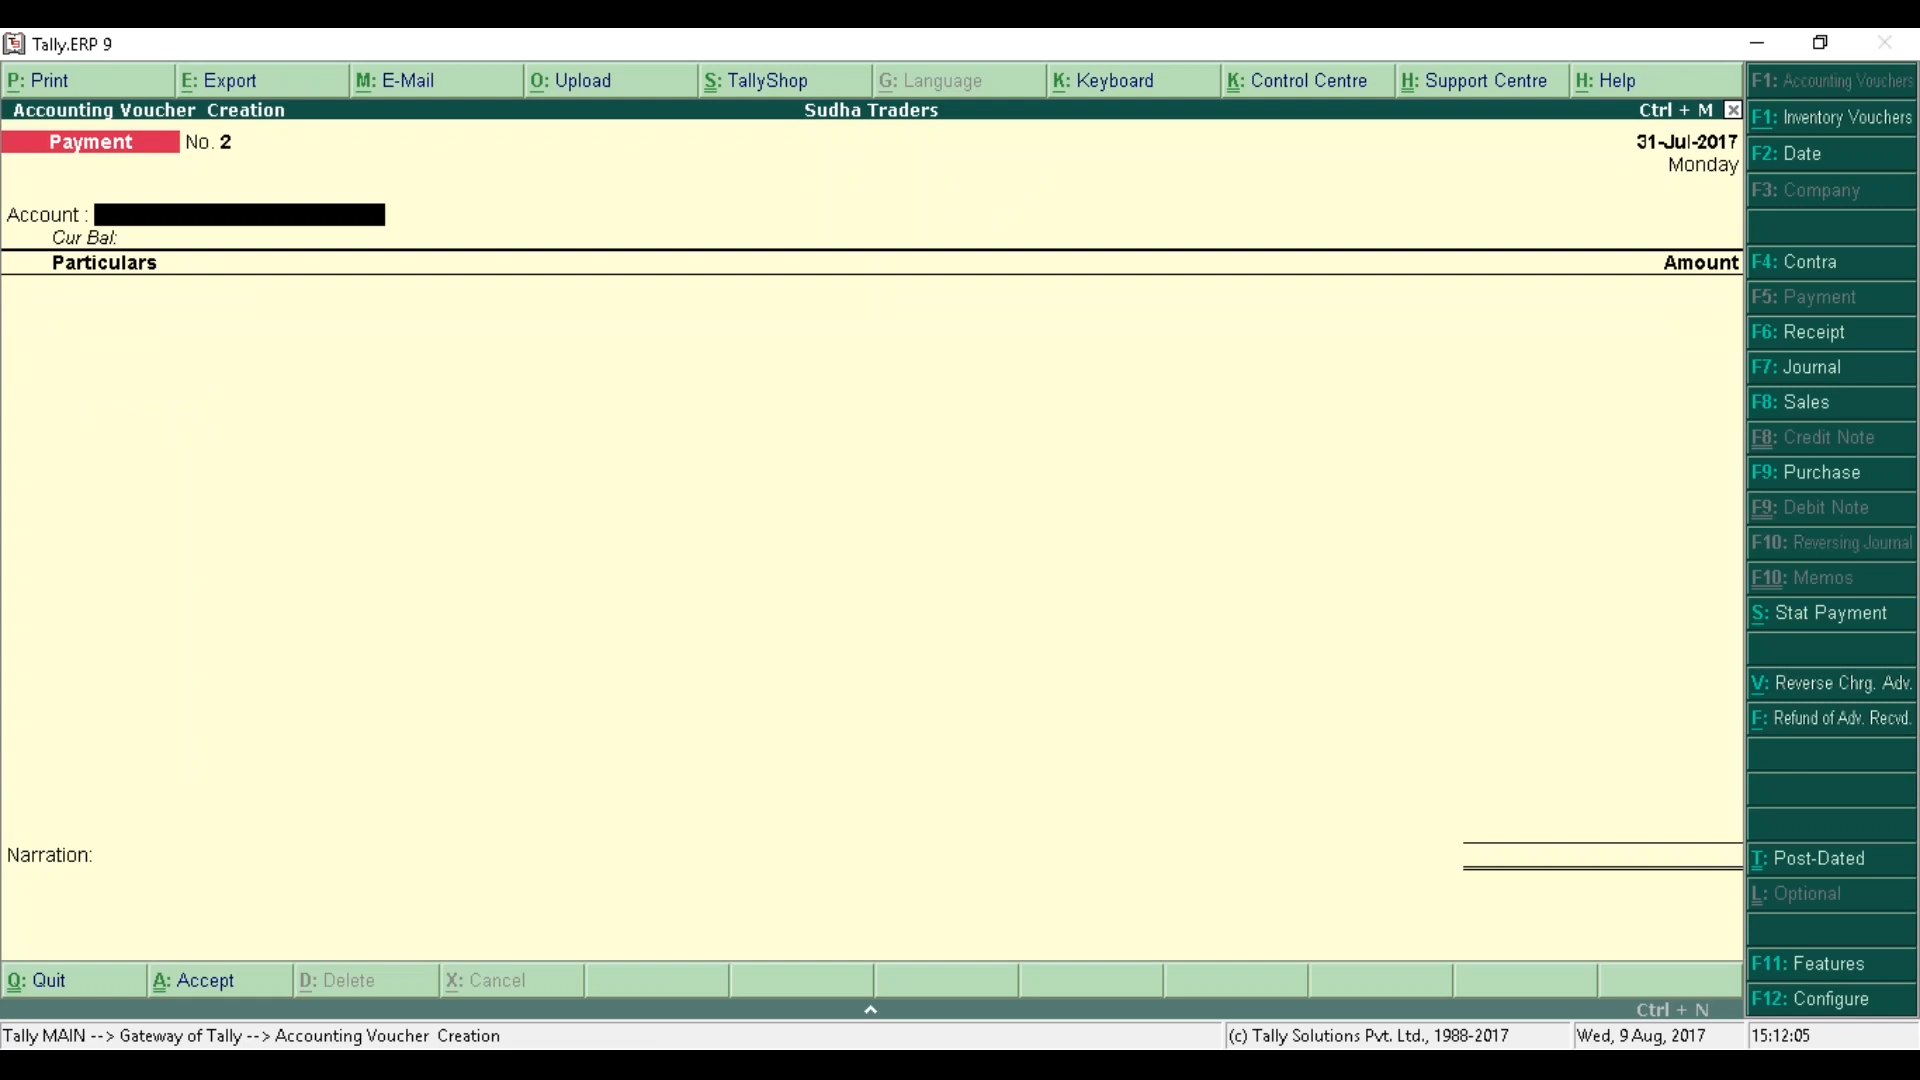 Tally.ERP 9
P: Print E: Export M: E-Mail O: Upload S: TallyShop G: Language K: Keyboard K: Control Centre H: Support Centre H: Help
Accounting Voucher Creation Sudha Traders Ctrl + M
Payment No. 2 31-Jul-2017
Monday
Account :
Cur Bal:
Particulars Amount
Narration:
Q: Quit A: Accept D: Delete X: Cancel
Ctrl + N
F1: Accounting Vouchers
F1: Inventory Vouchers
F2: Date
F3: Company
F4: Contra
F5: Payment
F6: Receipt
F7: Journal
F8: Sales
F8: Credit Note
F9: Purchase
F9: Debit Note
F10: Reversing Journal
F10: Memos
S: Stat Payment
V: Reverse Chrg. Adv.
F: Refund of Adv. Recvd.
T: Post-Dated
L: Optional
F11: Features
F12: Configure
Tally MAIN --> Gateway of Tally --> Accounting Voucher Creation (c) Tally Solutions Pvt. Ltd., 1988-2017 Wed, 9 Aug, 2017 15:12:05